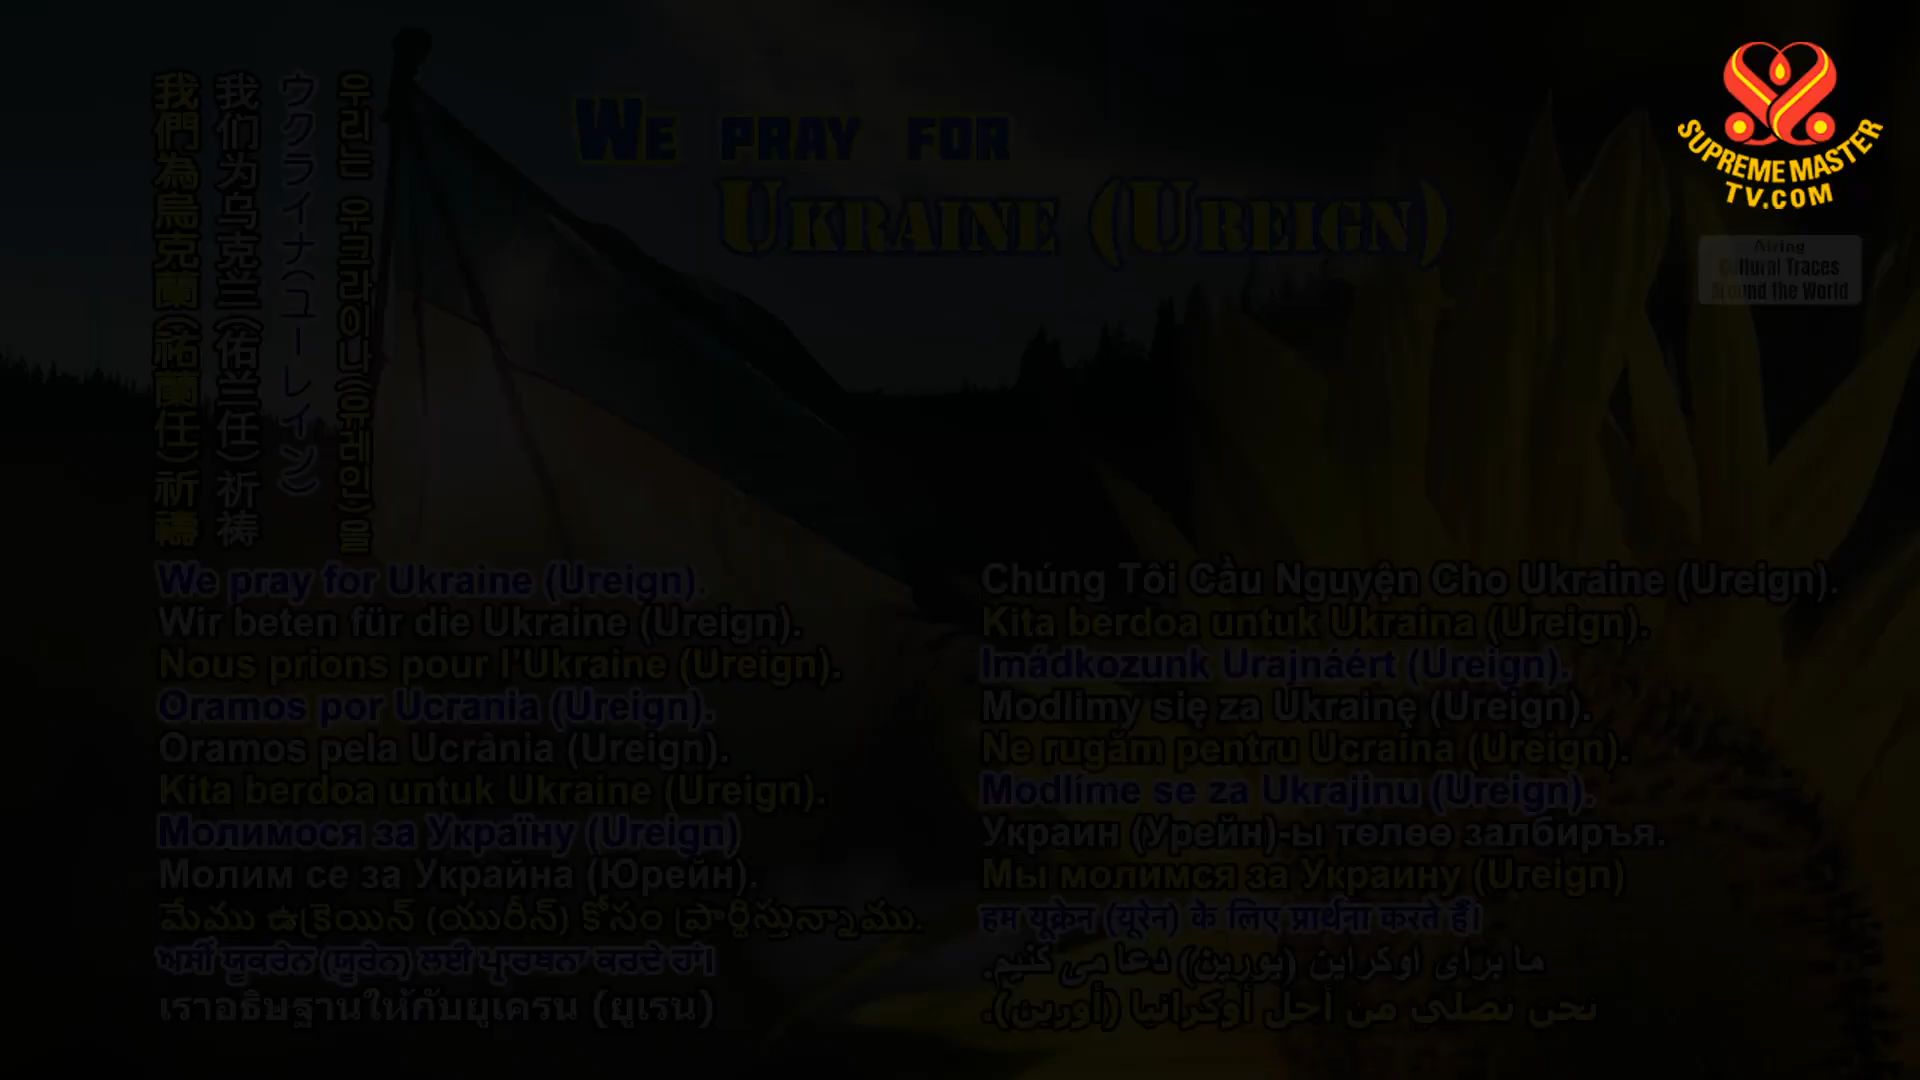 SUPREME MASTER
TV.COM
Airing
Cultural Traces
Around the World
We pray for
Ukraine (Ureign)
我們為烏克蘭（祐蘭任）祈禱
我们为乌克兰（佑兰任）祈祷
ウクライナ（ユーレイン）
우리는 우크라이나(유레인)을
We pray for Ukraine (Ureign).
Wir beten für die Ukraine (Ureign).
Nous prions pour l’Ukraine (Ureign).
Oramos por Ucrania (Ureign).
Oramos pela Ucrânia (Ureign).
Kita berdoa untuk Ukraine (Ureign).
Молимося за Україну (Ureign)
Молим се за Украйна (Юрейн).
మేము ఉక్రెయిన్ (యురీన్) కోసం ప్రార్థిస్తున్నాము.
ਅਸੀਂ ਯੂਕਰੇਨ (ਯੂਰੇਨ) ਲਈ ਪ੍ਰਾਰਥਨਾ ਕਰਦੇ ਹਾਂ।
เราอธิษฐานให้กับยูเครน (ยูเรน)
Chúng Tôi Cầu Nguyện Cho Ukraine (Ureign).
Kita berdoa untuk Ukraina (Ureign).
Imádkozunk Urajnáért (Ureign).
Modlimy się za Ukrainę (Ureign).
Ne rugăm pentru Ucraina (Ureign).
Modlíme se za Ukrajinu (Ureign).
Украин (Урейн)-ы төлөө залбиръя.
Мы молимся за Украину (Ureign)
हम यूक्रेन (यूरेन) के लिए प्रार्थना करते हैं।
ما برای اوکراین (یورین) دعا می کنیم.
نحن نصلي من أجل أوكرانيا (أورين).